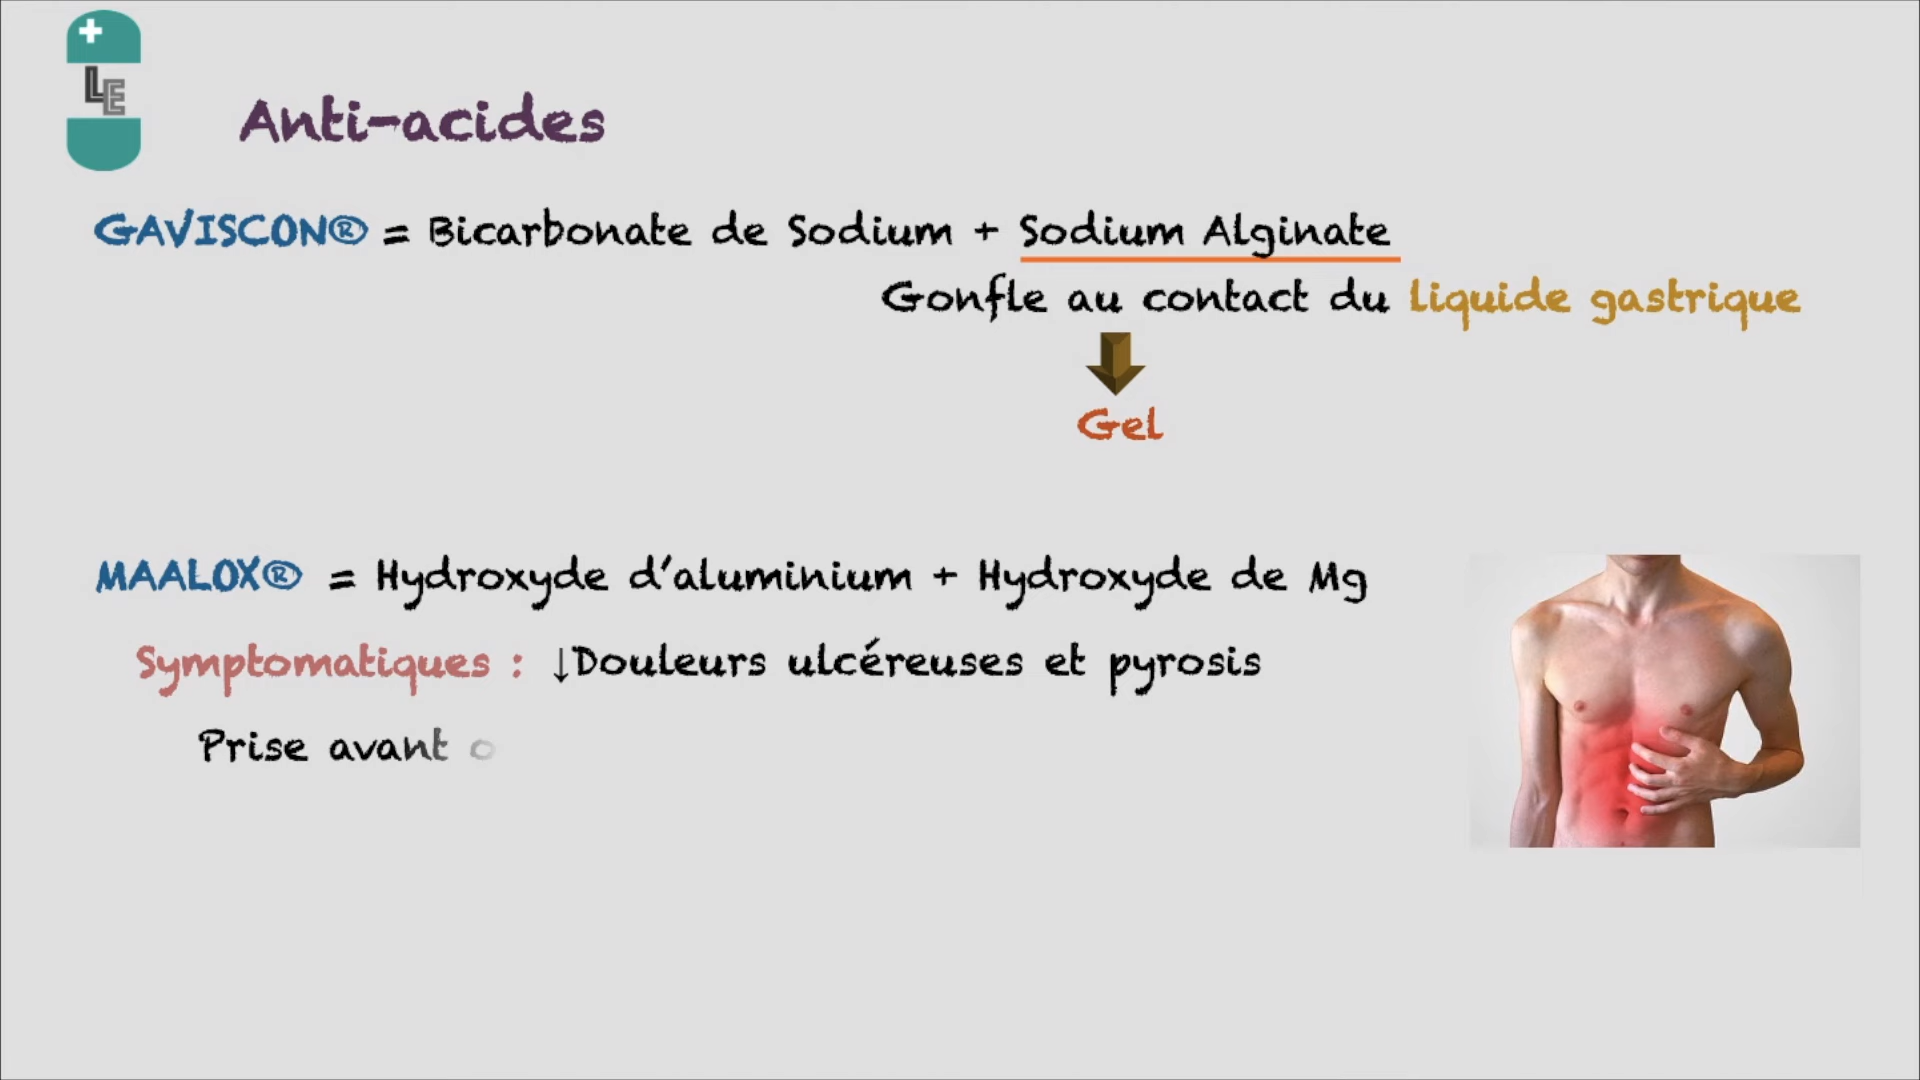 LE
Anti-acides
GAVISCON® = Bicarbonate de Sodium + Sodium Alginate
Gonfle au contact du liquide gastrique
Gel
MAALOX® = Hydroxyde d'aluminium + Hydroxyde de Mg
Symptomatiques : ↓Douleurs ulcéreuses et pyrosis
Prise avant o